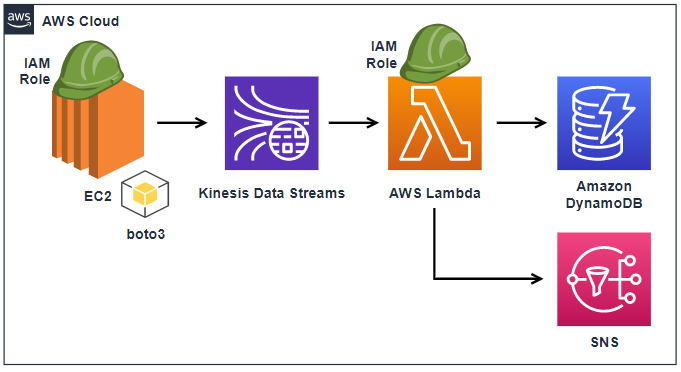 aws
AWS Cloud
IAM
Role
IAM
Role
EC2
boto3
Kinesis Data Streams
AWS Lambda
Amazon
DynamoDB
SNS